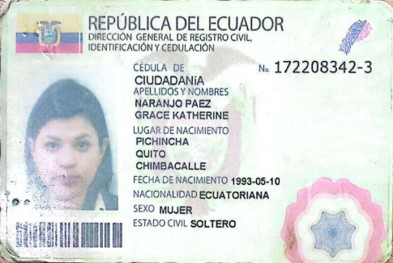 REPÚBLICA DEL ECUADOR
DIRECCIÓN GENERAL DE REGISTRO CIVIL,
IDENTIFICACIÓN Y CEDULACIÓN
CÉDULA DE No. 172208342-3
CIUDADANÍA
APELLIDOS Y NOMBRES
NARANJO PAEZ
GRACE KATHERINE
LUGAR DE NACIMIENTO
PICHINCHA
QUITO
CHIMBACALLE
FECHA DE NACIMIENTO 1993-05-10
NACIONALIDAD ECUATORIANA
SEXO MUJER
ESTADO CIVIL SOLTERO